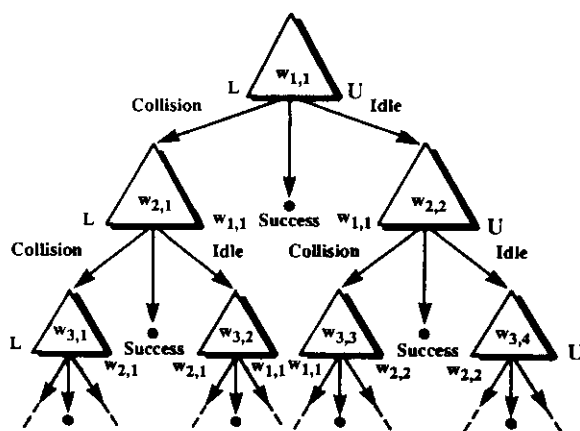 w1,1
L U
Collision Idle
w2,1 Success w2,2
L w1,1 w1,1 U
Collision Idle Collision Idle
w3,1 Success w3,2 w3,3 Success w3,4
L w2,1 w2,1 w1,1 w1,1 w2,2 w2,2 U